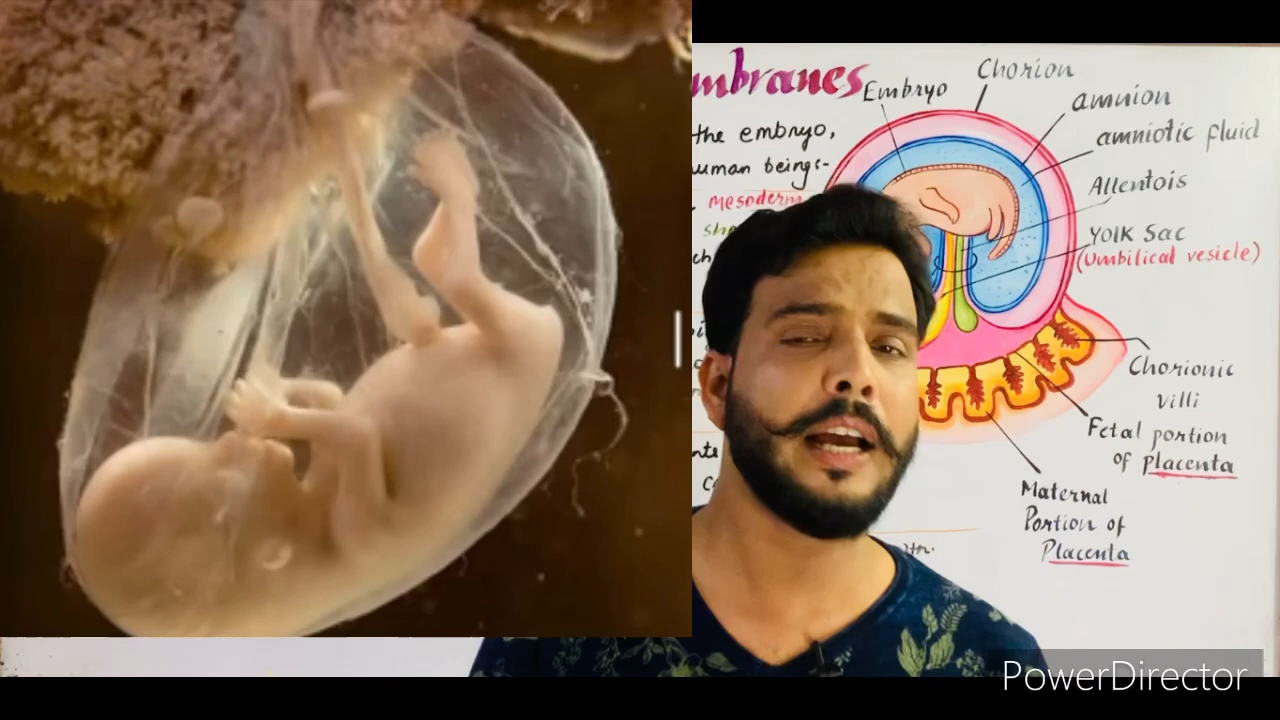 mbranes
the embryo,
uman beings-
mesoderm
Embryo
Chorion
amnion
amniotic fluid
Allentois
Yolk Sac
(Umbilical vesicle)
Chorionic
Villi
Fetal portion
of placenta
Maternal
Portion of
Placenta
PowerDirector